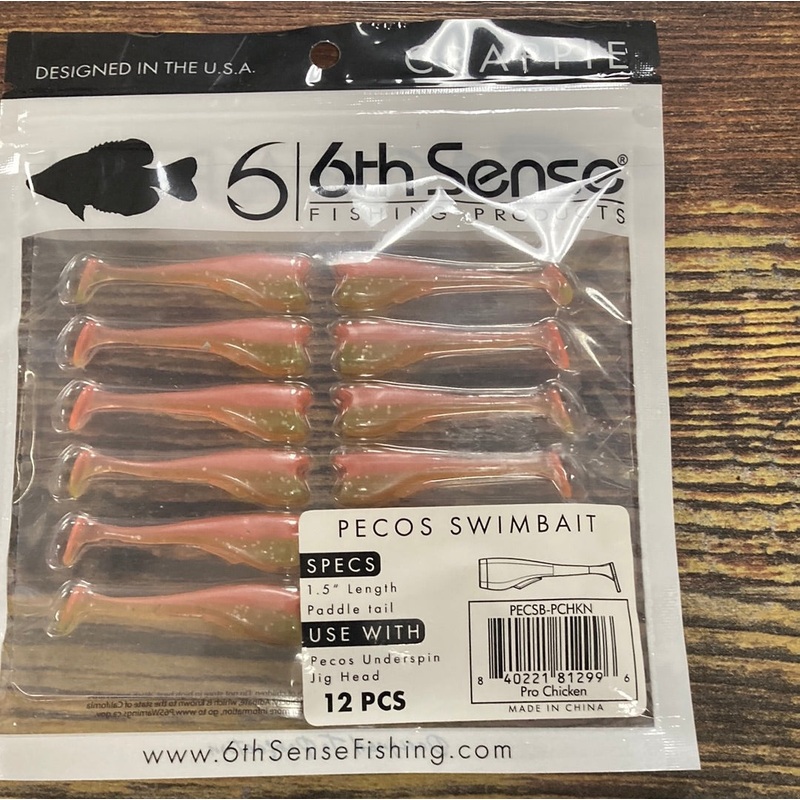 DESIGNED IN THE U.S.A.
CRAPPIE
6th Sense®
FISHING PRODUCTS
PECOS SWIMBAIT
SPECS
1.5" Length
Paddle tail
USE WITH
Pecos Underspin
Jig Head
12 PCS
PECSB-PCHKN
8 40221 81299 6
Pro Chicken
MADE IN CHINA
www.6thSenseFishing.com